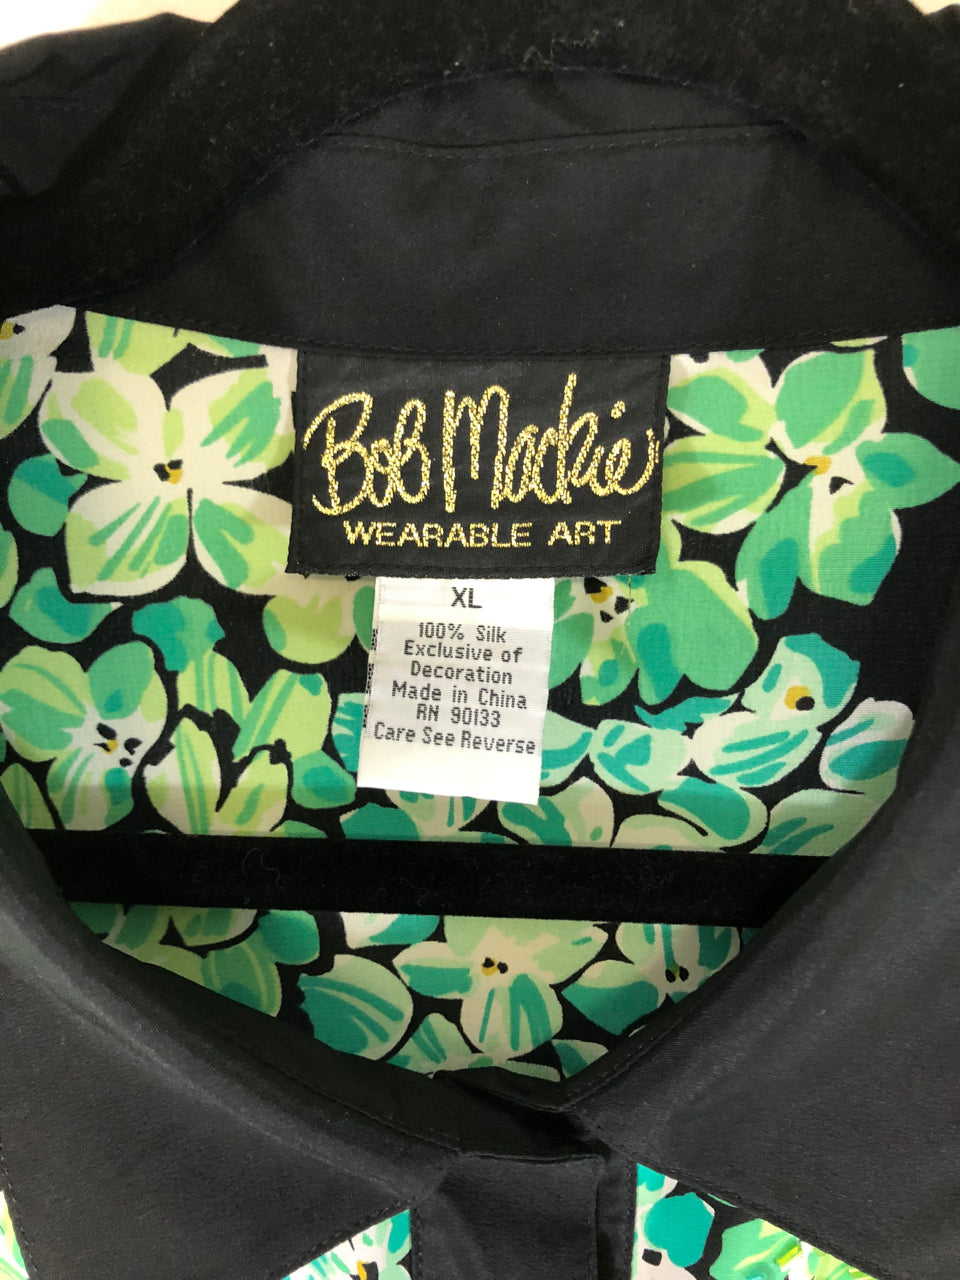 Bob Mackie
WEARABLE ART
XL
100% Silk
Exclusive of
Decoration
Made in China
RN 90133
Care See Reverse